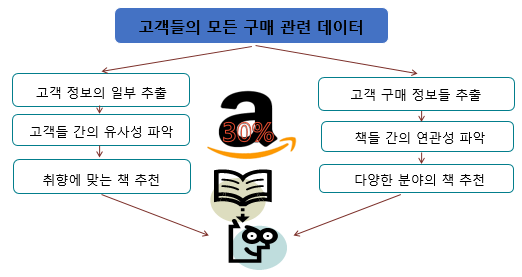 고객들의 모든 구매 관련 데이터
고객 정보의 일부 추출
고객들 간의 유사성 파악
취향에 맞는 책 추천
a
30%
고객 구매 정보들 추출
책들 간의 연관성 파악
다양한 분야의 책 추천